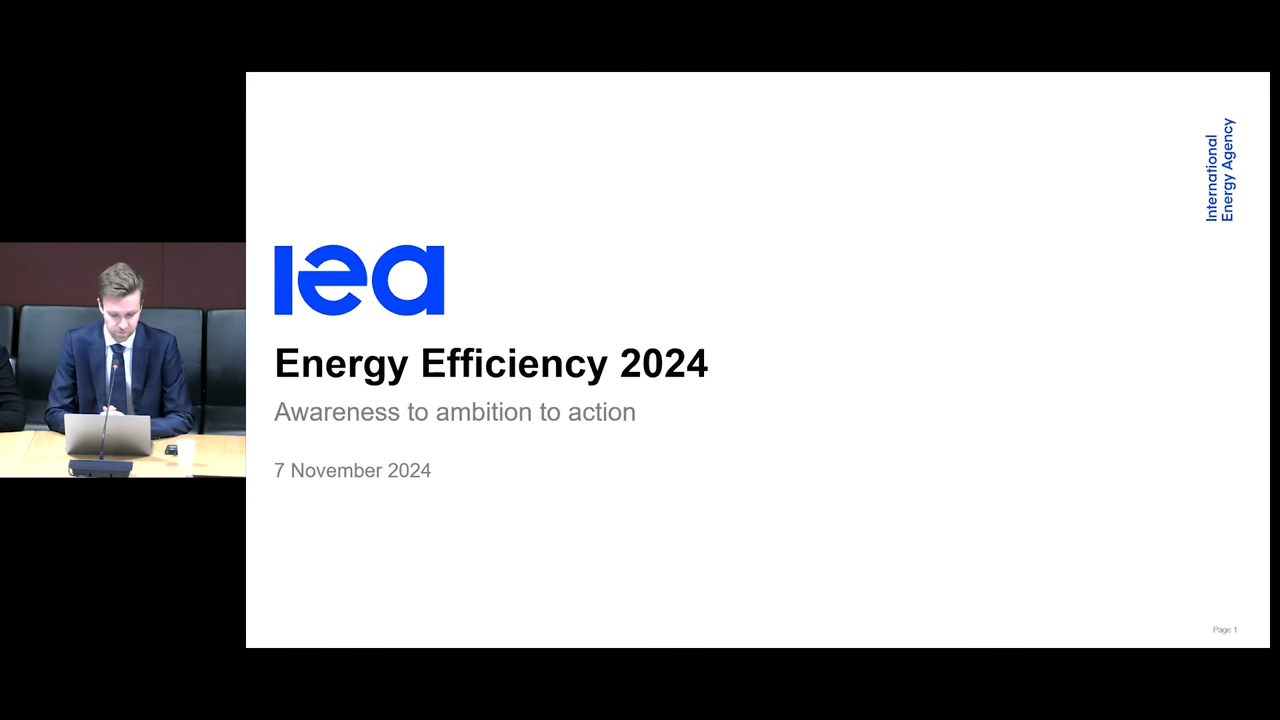 International
Energy Agency
iea
Energy Efficiency 2024
Awareness to ambition to action
7 November 2024
Page 1